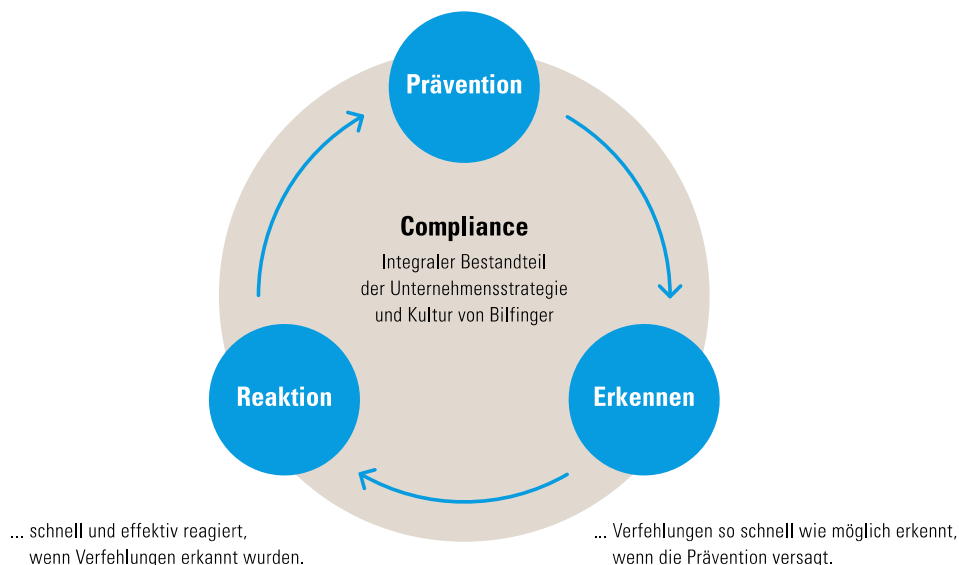 Prävention
Compliance
Integraler Bestandteil
der Unternehmensstrategie
und Kultur von Bilfinger
Reaktion
Erkennen
... schnell und effektiv reagiert,
wenn Verfehlungen erkannt wurden.
... Verfehlungen so schnell wie möglich erkennt,
wenn die Prävention versagt.